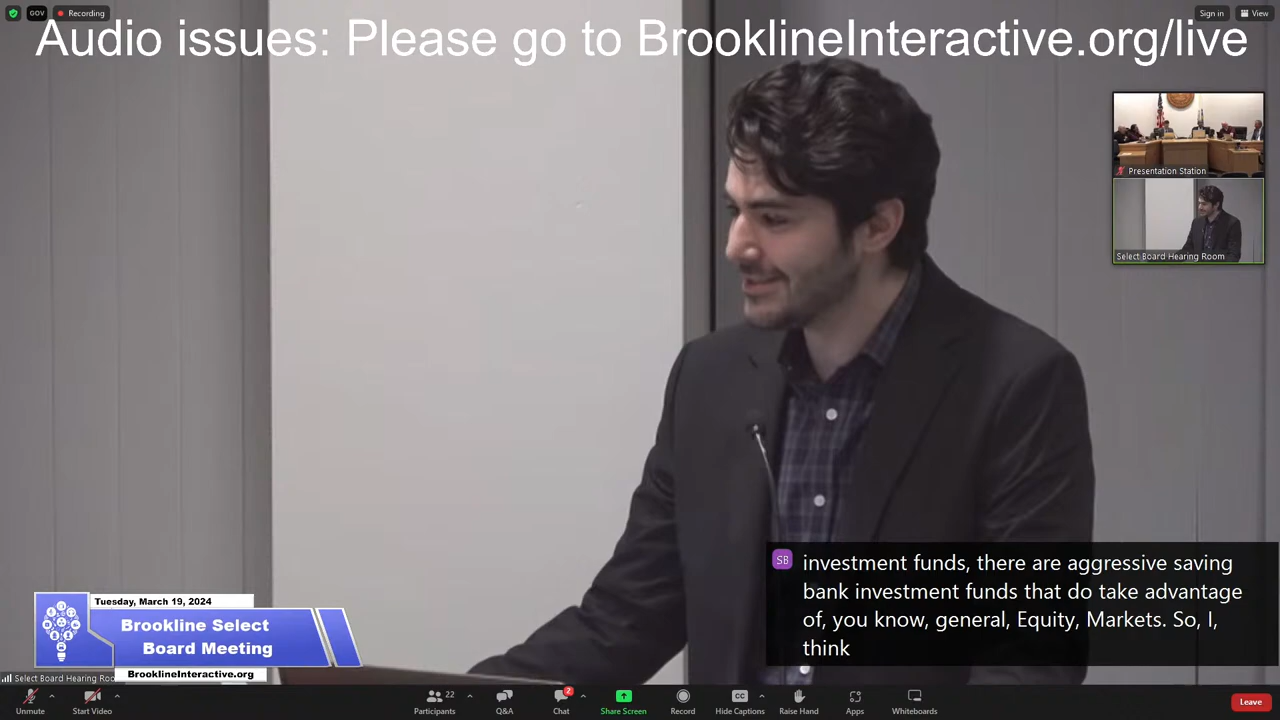 GOV
Recording
Sign in
View
Audio issues: Please go to BrooklineInteractive.org/live
Presentation Station
Select Board Hearing Room
SB
investment funds, there are aggressive saving
bank investment funds that do take advantage
of, you know, general, Equity, Markets. So, I,
think
Tuesday, March 19, 2024
Brookline Select
Board Meeting
BrooklineInteractive.org
Select Board Hearing Roo
22
2
CC
Unmute
Start Video
Participants
Q&A
Chat
Share Screen
Record
Hide Captions
Raise Hand
Apps
Whiteboards
Leave